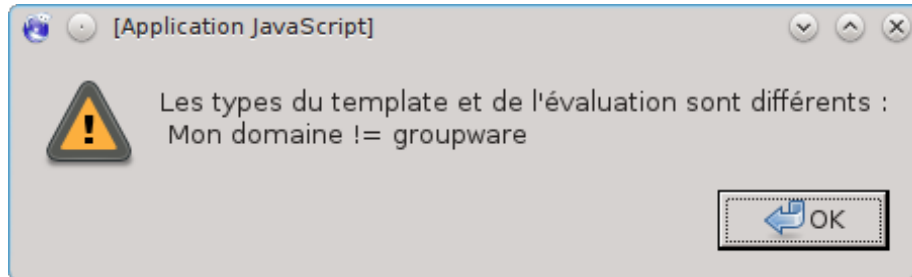 [Application JavaScript]
Les types du template et de l'évaluation sont différents :
Mon domaine != groupware
OK